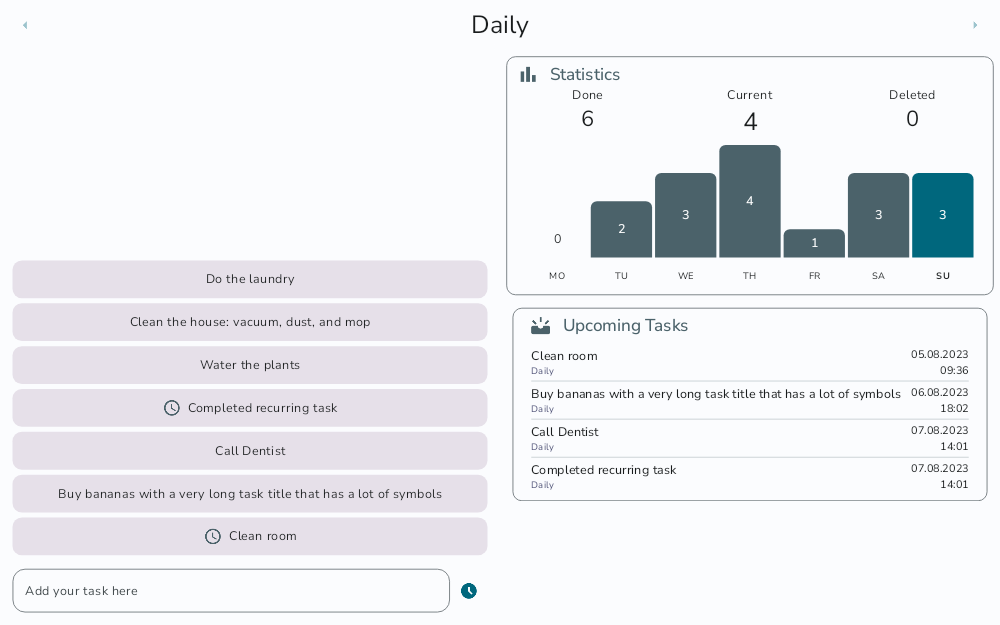 Daily
Do the laundry
Clean the house: vacuum, dust, and mop
Water the plants
Completed recurring task
Call Dentist
Buy bananas with a very long task title that has a lot of symbols
Clean room
Add your task here
Statistics
Done Current Deleted
6 4 0
0 2 3 4 1 3 3
MO TU WE TH FR SA SU
Upcoming Tasks
Clean room 05.08.2023
Daily 09:36
Buy bananas with a very long task title that has a lot of symbols 06.08.2023
Daily 18:02
Call Dentist 07.08.2023
Daily 14:01
Completed recurring task 07.08.2023
Daily 14:01